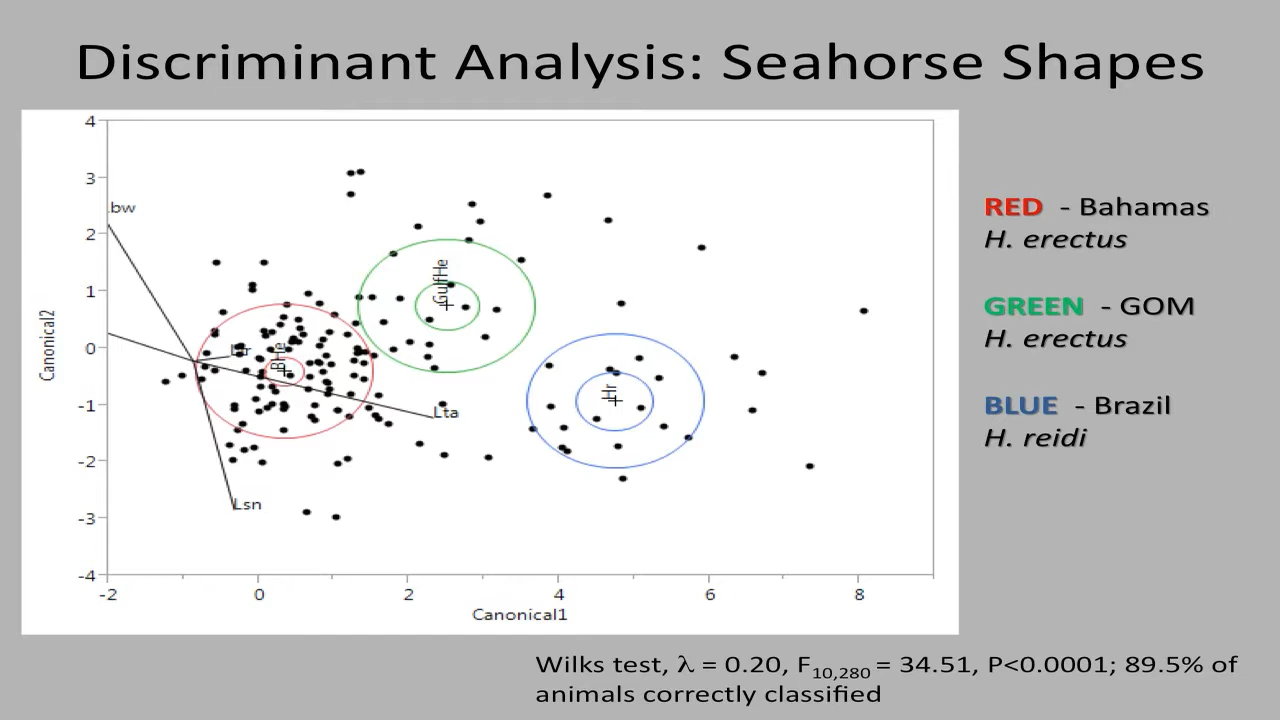 Discriminant Analysis: Seahorse Shapes
4
3
2
1
0
-1
-2
-3
-4
Canonical2
bw
Lta
Lsn
BHe
GulfHe
Hr
-2
0
2
4
6
8
Canonical1
RED - Bahamas
H. erectus
GREEN - GOM
H. erectus
BLUE - Brazil
H. reidi
Wilks test, λ = 0.20, F10,280 = 34.51, P<0.0001; 89.5% of
animals correctly classified